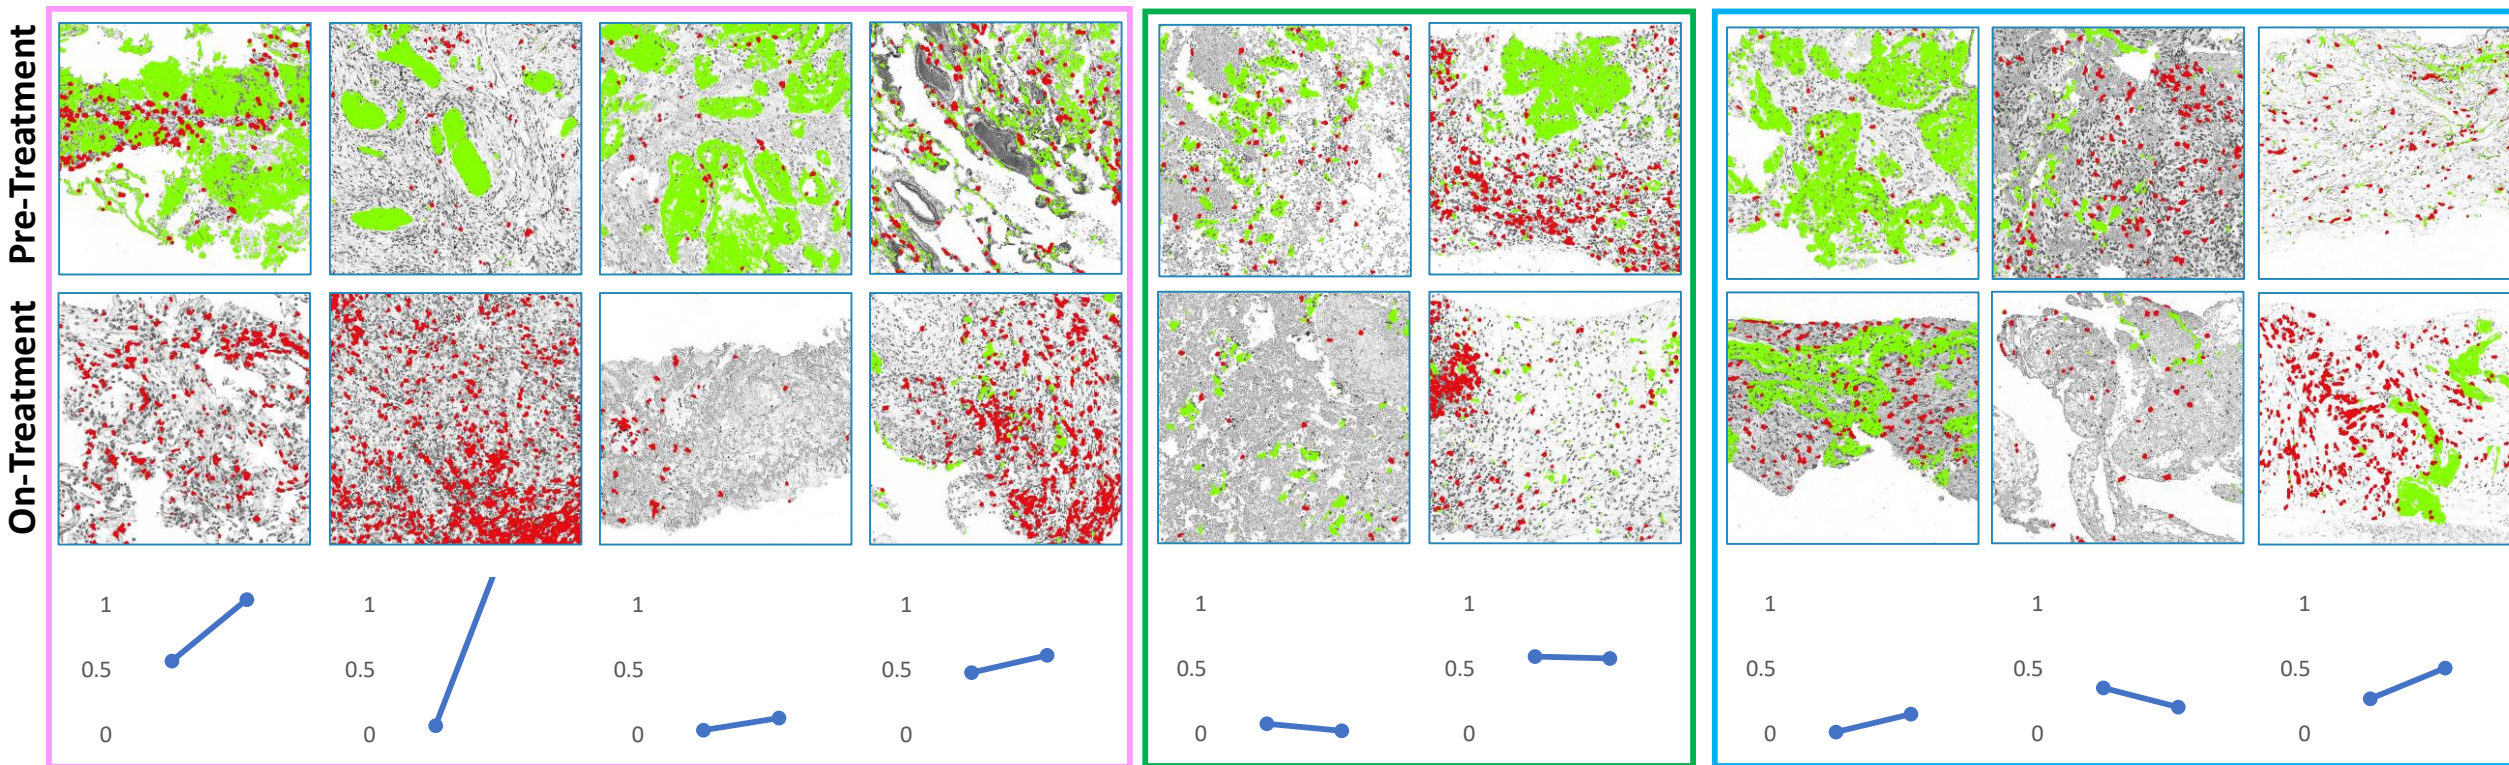 Pre-Treatment
On-Treatment
1 1 1 1 1 1 1 1 1
0.5 0.5 0.5 0.5 0.5 0.5 0.5 0.5 0.5
0 0 0 0 0 0 0 0 0